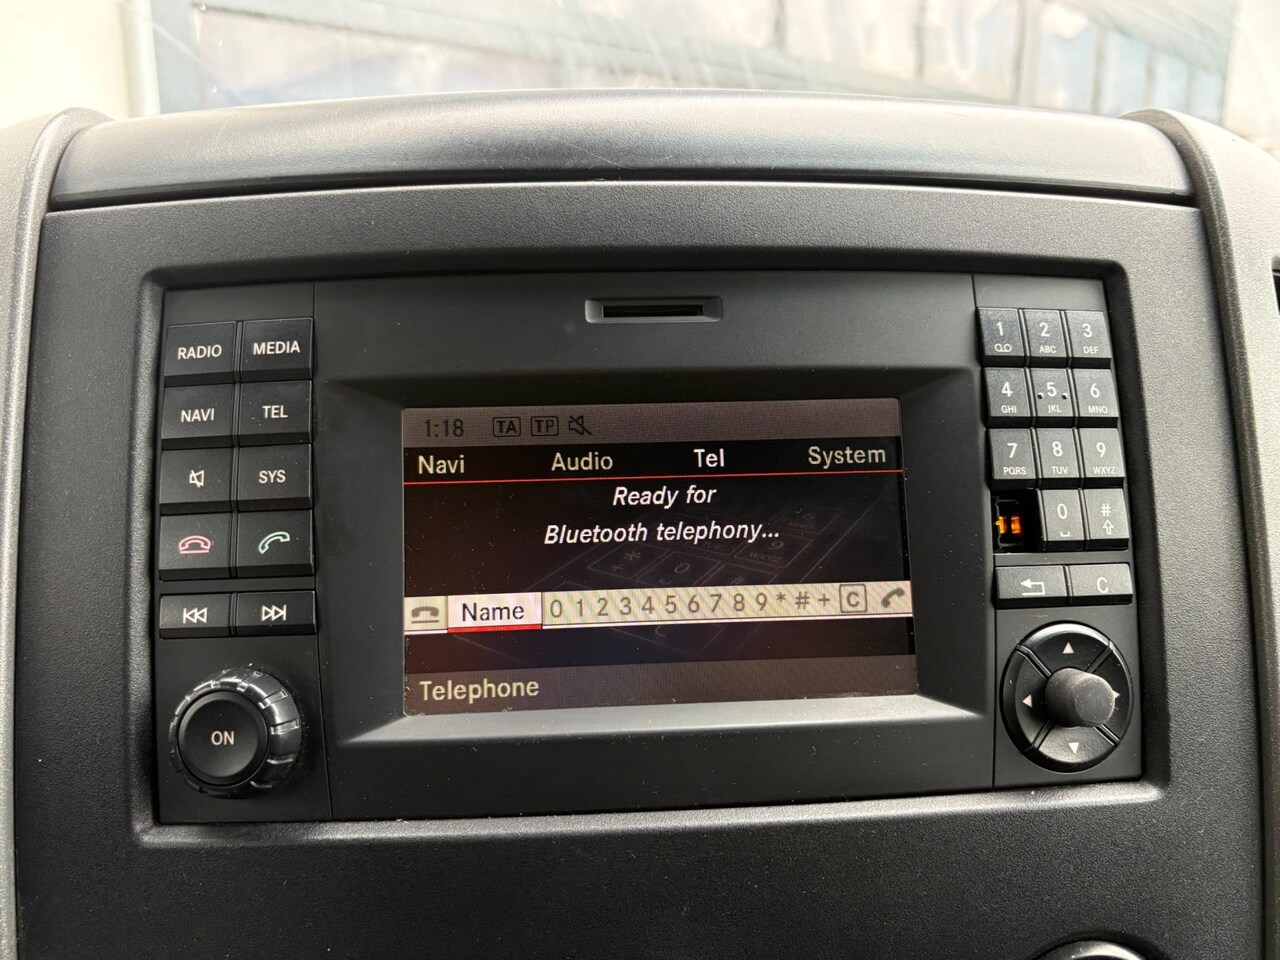 RADIO MEDIA
NAVI TEL
SYS
ON
1:18 TA TP
Navi Audio Tel System
Ready for
Bluetooth telephony...
Name 0 1 2 3 4 5 6 7 8 9 * # + C
Telephone
1 2 3
ABC DEF
4 5 6
GHI JKL MNO
7 8 9
PQRS TUV WXYZ
0 #
C